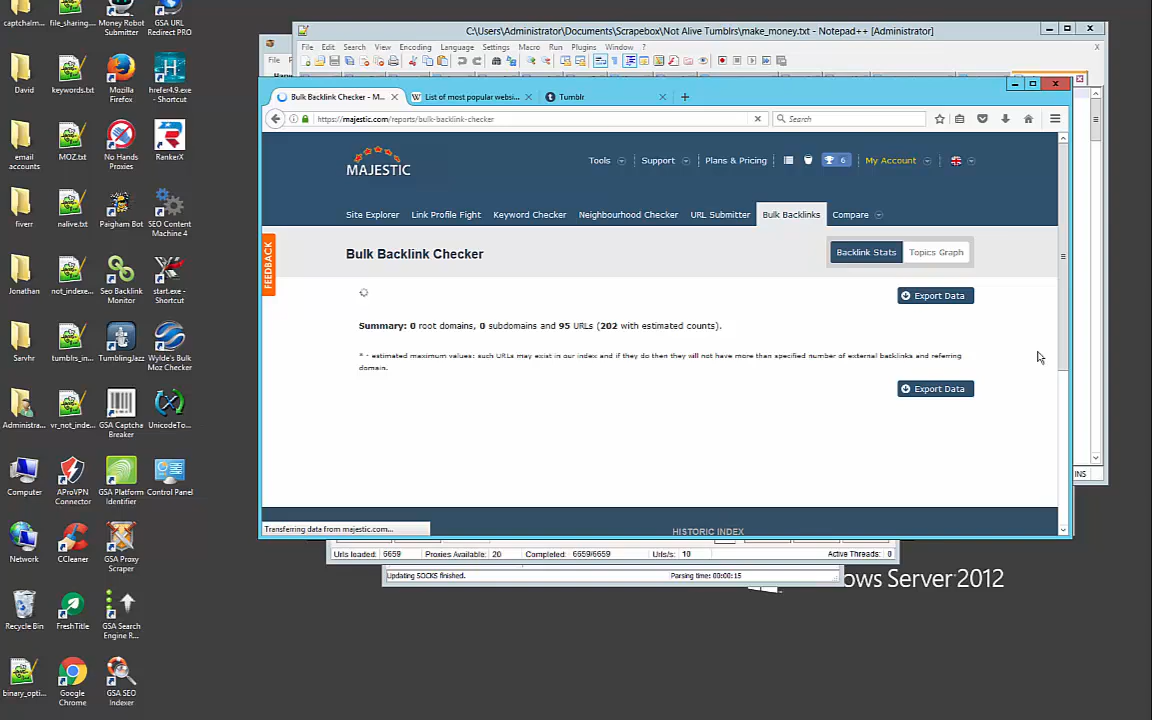 captchalm...
file_sharing...
Money Robot
Submitter
GSA URL
Redirect PRO
C:\Users\Administrator\Documents\Scrapebox\Not Alive Tumblrs\make_money.txt - Notepad++ [Administrator]
File Edit Search View Encoding Language Settings Macro Run Plugins Window ?
X
David
keywords.txt
Mozilla
Firefox
hrefer4.9.exe
- Shortcut
Bulk Backlink Checker - M...
List of most popular websi...
Tumblr
https://majestic.com/reports/bulk-backlink-checker
Search
MAJESTIC
Tools
Support
Plans & Pricing
6
My Account
email
accounts
MOZ.txt
No Hands
Proxies
RankerX
Site Explorer
Link Profile Fight
Keyword Checker
Neighbourhood Checker
URL Submitter
Bulk Backlinks
Compare
fiverr
nalive.txt
Paigham Bot
SEO Content
Machine 4
FEEDBACK
Bulk Backlink Checker
Backlink Stats
Topics Graph
Jonathan
not_indexe...
Seo Backlink
Monitor
start.exe -
Shortcut
Export Data
Summary: 0 root domains, 0 subdomains and 95 URLs (202 with estimated counts).
* - estimated maximum values: such URLs may exist in our index and if they do then they will not have more than specified number of external backlinks and referring
domain.
Export Data
Sarvhr
tumblrs_in...
TumblingJazz
Wylde's Bulk
Moz Checker
Administra...
vr_not_inde...
GSA Captcha
Breaker
UnicodeTo...
INS
Computer
AProVPN
Connector
GSA Platform
Identifier
Control Panel
Transferring data from majestic.com...
HISTORIC INDEX
Network
CCleaner
GSA Proxy
Scraper
Urls loaded: 6659
Proxies Available: 20
Completed: 6659/6659
Urls/s: 10
Active Threads: 0
Updating SOCKS finished.
Parsing time: 00:00:15
ows Server 2012
Recycle Bin
FreshTitle
GSA Search
Engine R...
binary_opti...
Google
Chrome
GSA SEO
Indexer